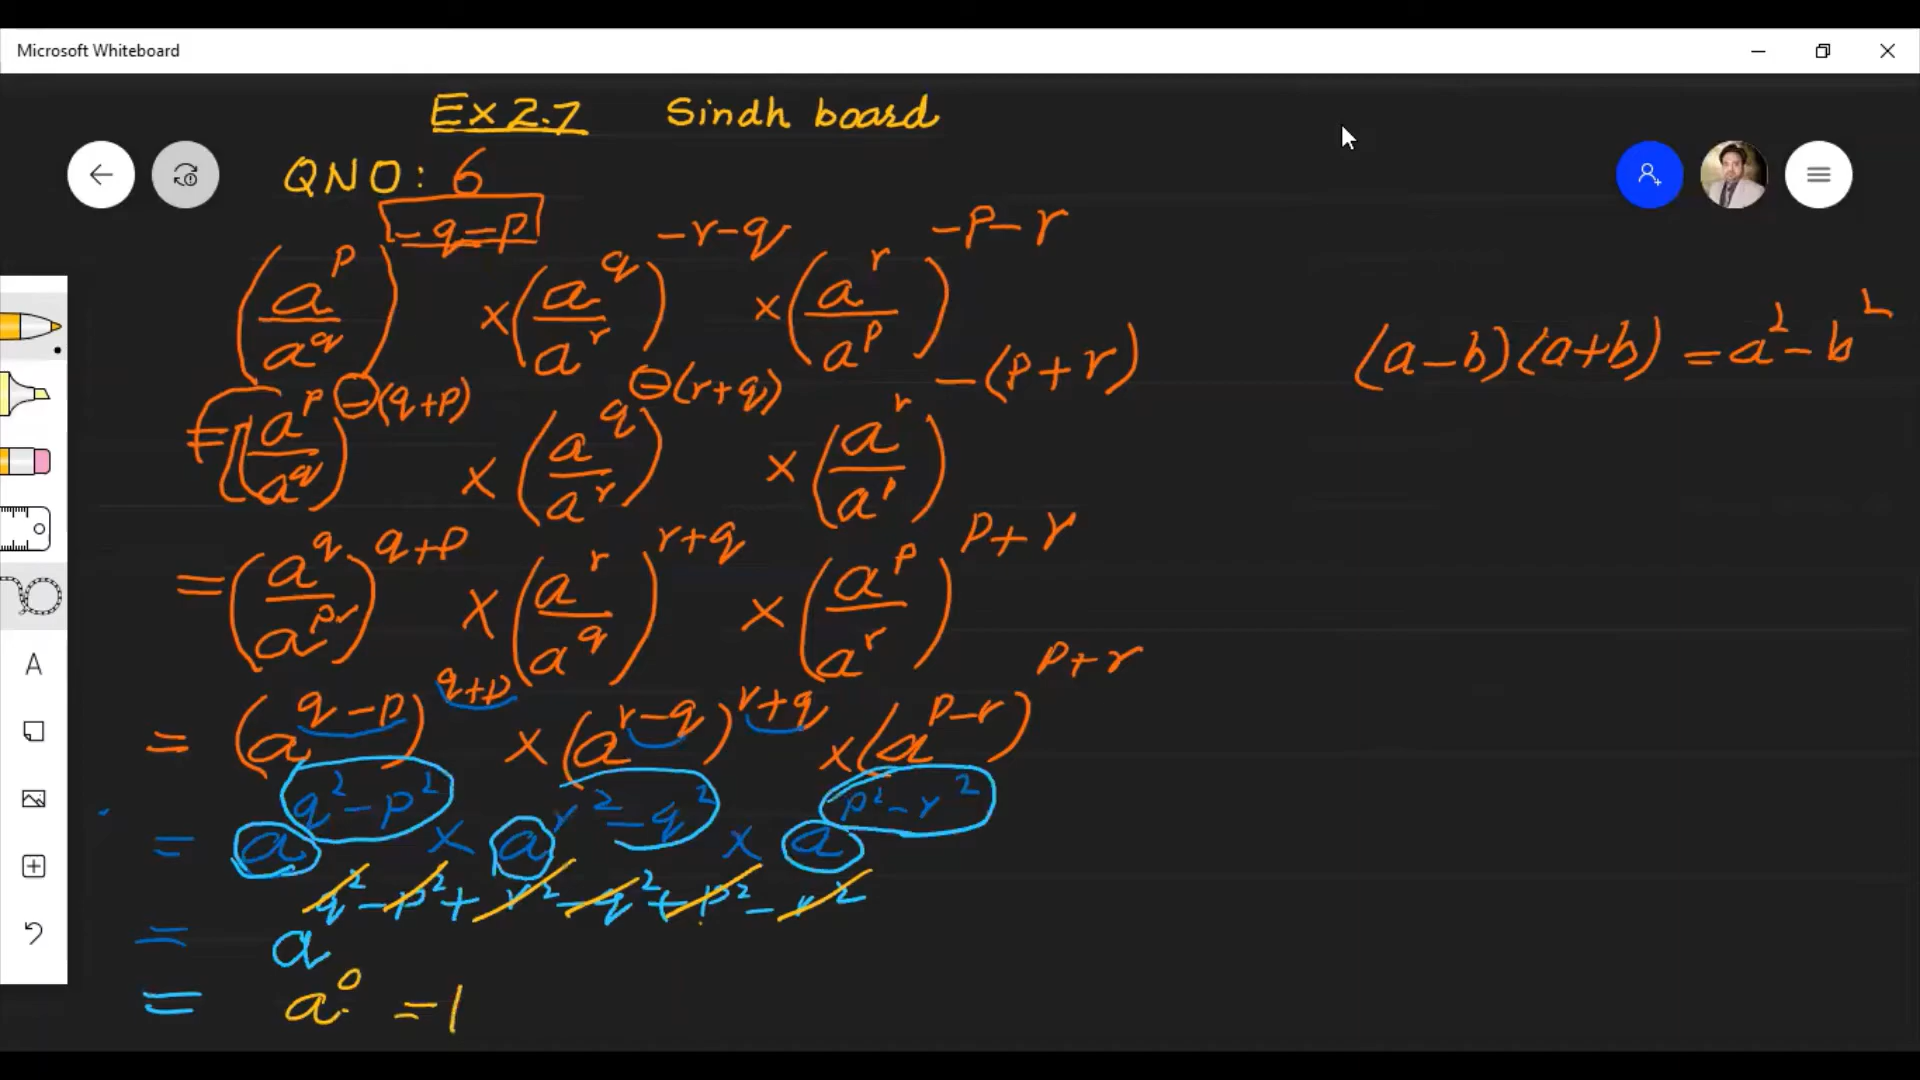 Microsoft Whiteboard
Ex 2.7 Sindh board
QNO: 6
(a^p/a^q)^(-q-p) × (a^q/a^r)^(-r-q) × (a^r/a^p)^(-p-r)
(a-b)(a+b) = a²-b²
= (a^p/a^q)^(-(q+p)) × (a^q/a^r)^(-(r+q)) × (a^r/a^p)^(-(p+r))
= (a^q/a^p)^(q+p) × (a^r/a^q)^(r+q) × (a^p/a^r)^(p+r)
= (a^(q-p))^(q+p) × (a^(r-q))^(r+q) × (a^(p-r))^(p+r)
= a^(q²-p²) × a^(r²-q²) × a^(p²-r²)
= a^(q²-p²+r²-q²+p²-r²)
= a^0 = 1
A